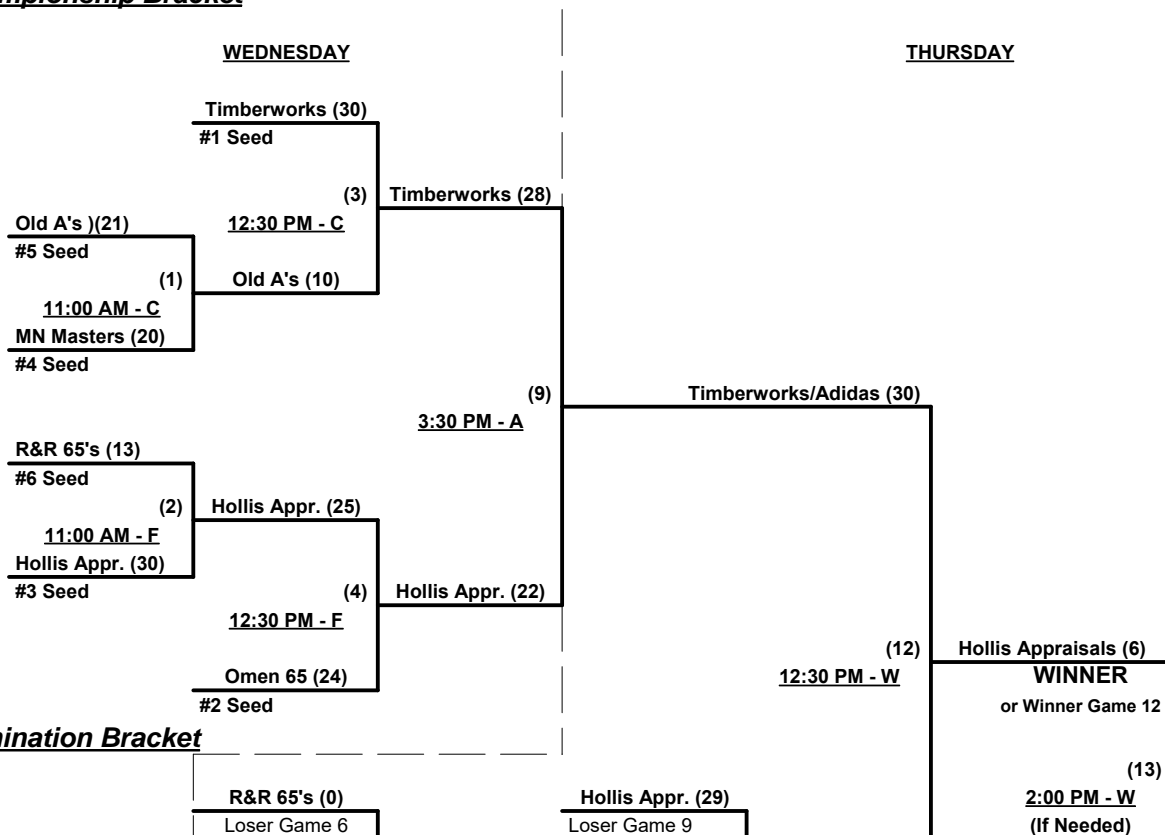 WEDNESDAY
THURSDAY
Timberworks (30)
#1 Seed
(3)
Timberworks (28)
12:30 PM - C
Old A's )(21)
#5 Seed
(1)
Old A's (10)
11:00 AM - C
MN Masters (20)
#4 Seed
(9)
Timberworks/Adidas (30)
3:30 PM - A
R&R 65's (13)
#6 Seed
(2)
Hollis Appr. (25)
11:00 AM - F
Hollis Appr. (30)
#3 Seed
(4)
Hollis Appr. (22)
12:30 PM - F
(12)
Hollis Appraisals (6)
Omen 65 (24)
12:30 PM - W
WINNER
#2 Seed
or Winner Game 12
(13)
R&R 65's (0)
Hollis Appr. (29)
2:00 PM - W
Loser Game 6
Loser Game 9
(If Needed)